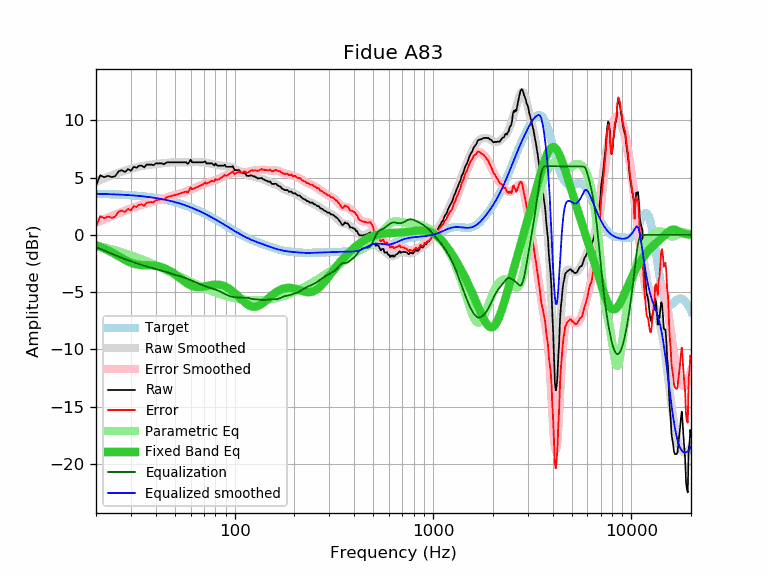 Fidue A83
Amplitude (dBr)
10
5
0
−5
−10
−15
−20
Target
Raw Smoothed
Error Smoothed
Raw
Error
Parametric Eq
Fixed Band Eq
Equalization
Equalized smoothed
100
1000
10000
Frequency (Hz)